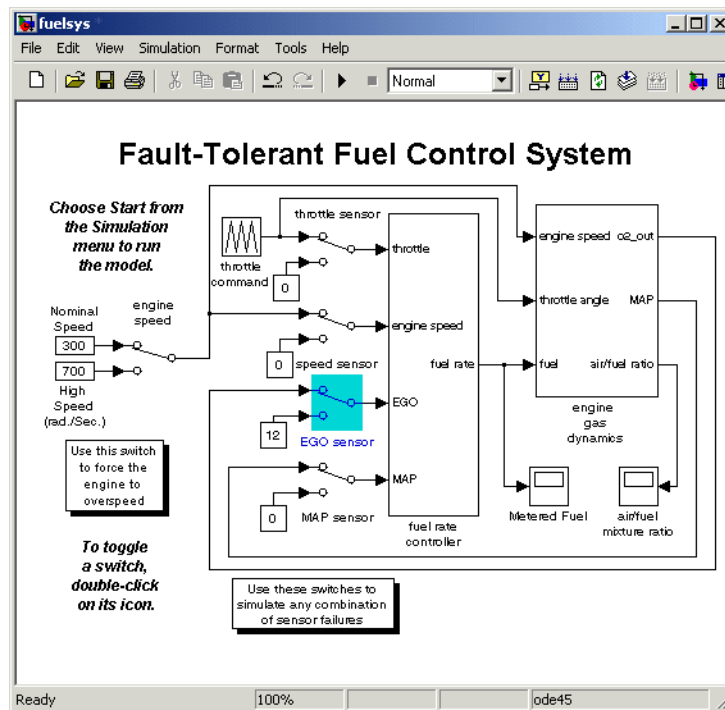 fuelsys *
File Edit View Simulation Format Tools Help
Normal
Fault-Tolerant Fuel Control System
Choose Start from
the Simulation
menu to run
the model.
throttle sensor
throttle
command
0
throttle
engine speed o2_out
Nominal
Speed
engine
speed
300
700
High
Speed
(rad./Sec.)
engine speed
throttle angle MAP
0
speed sensor
fuel rate
fuel air/fuel ratio
EGO
12
EGO sensor
engine
gas
dynamics
Use this switch
to force the
engine to
overspeed
MAP
0
MAP sensor
fuel rate
controller
Metered Fuel
air/fuel
mixture ratio
To toggle
a switch,
double-click
on its icon.
Use these switches to
simulate any combination
of sensor failures
Ready 100% ode45